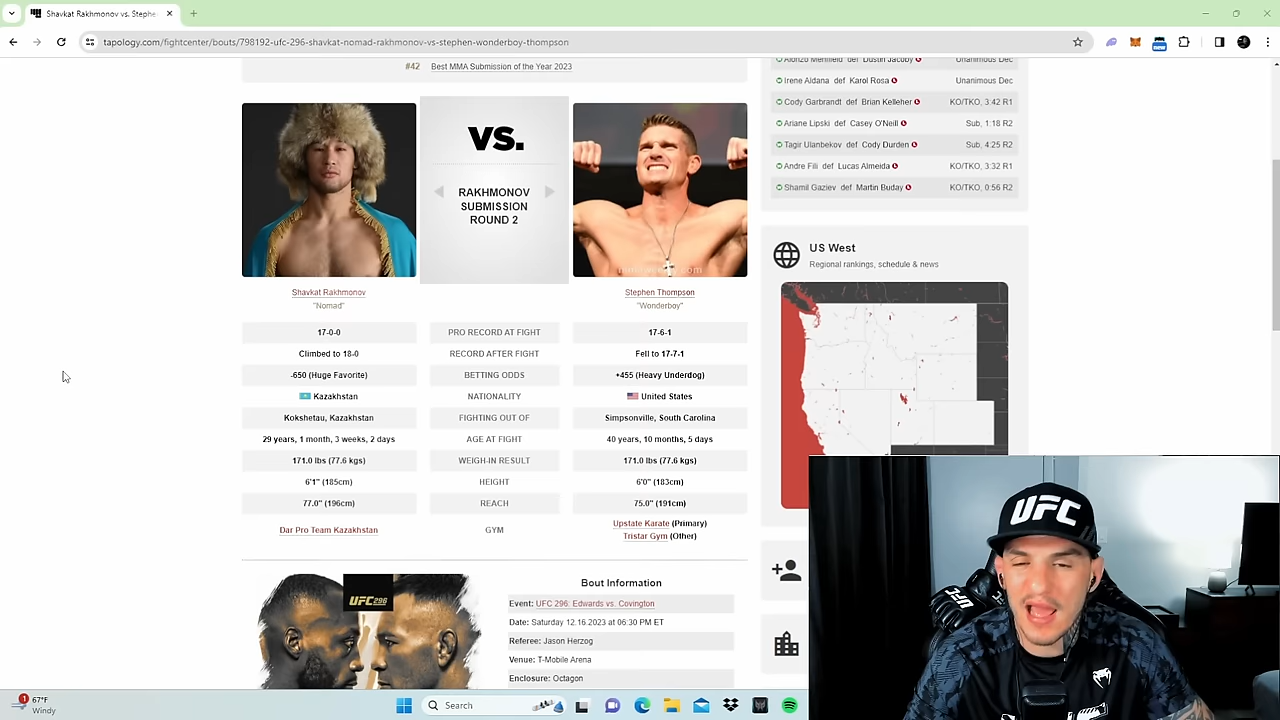 Shavkat Rakhmonov vs. Stephe
tapology.com/fightcenter/bouts/798192-ufc-296-shavkat-nomad-rakhmonov-vs-stephen-wonderboy-thompson
#42 Best MMA Submission of the Year 2023
VS.
RAKHMONOV
SUBMISSION
ROUND 2
Shavkat Rakhmonov
"Nomad"
Stephen Thompson
"Wonderboy"
17-0-0 PRO RECORD AT FIGHT 17-6-1
Climbed to 18-0 RECORD AFTER FIGHT Fell to 17-7-1
-650 (Huge Favorite) BETTING ODDS +455 (Heavy Underdog)
Kazakhstan NATIONALITY United States
Kokshetau, Kazakhstan FIGHTING OUT OF Simpsonville, South Carolina
29 years, 1 month, 3 weeks, 2 days AGE AT FIGHT 40 years, 10 months, 5 days
171.0 lbs (77.6 kgs) WEIGH-IN RESULT 171.0 lbs (77.6 kgs)
6'1" (185cm) HEIGHT 6'0" (183cm)
77.0" (196cm) REACH 75.0" (191cm)
Dar Pro Team Kazakhstan GYM Upstate Karate (Primary)
Tristar Gym (Other)
UFC 296
Bout Information
Event: UFC 296: Edwards vs. Covington
Date: Saturday 12.16.2023 at 06:30 PM ET
Referee: Jason Herzog
Venue: T-Mobile Arena
Enclosure: Octagon
Alonzo Menifield def Dustin Jacoby Unanimous Dec
Irene Aldana def Karol Rosa Unanimous Dec
Cody Garbrandt def Brian Kelleher KO/TKO, 3:42 R1
Ariane Lipski def Casey O'Neill Sub, 1:18 R2
Tagir Ulanbekov def Cody Durden Sub, 4:25 R2
Andre Fili def Lucas Almeida KO/TKO, 3:32 R1
Shamil Gaziev def Martin Buday KO/TKO, 0:56 R2
US West
Regional rankings, schedule & news
UFC
UFC
1
67°F
Windy
Search
new